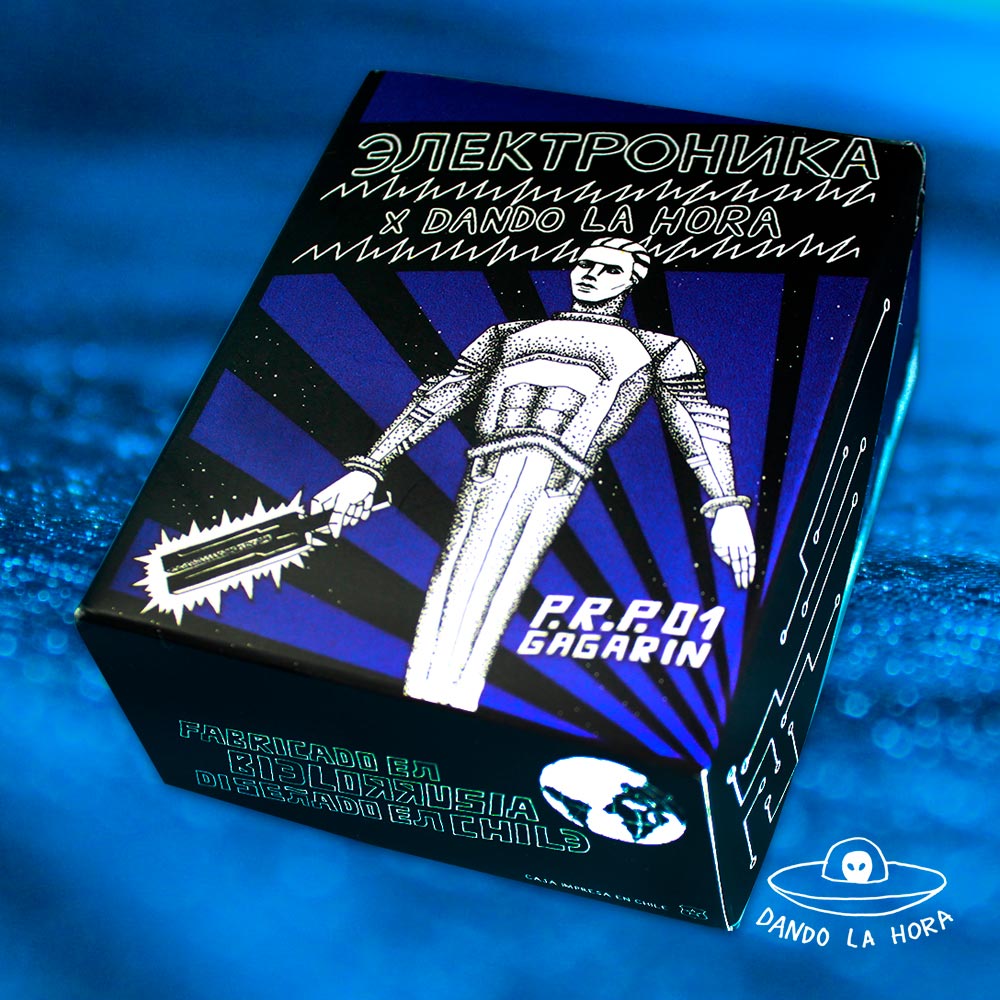 ЭЛЕКТРОНИКА
x DANDO LA HORA
P.R.P. 01
GAGARIN
FABRICADO EN
BIELORRUSIA
DISEÑADO EN CHILE
CAJA IMPRESA EN CHILE
DANDO LA HORA